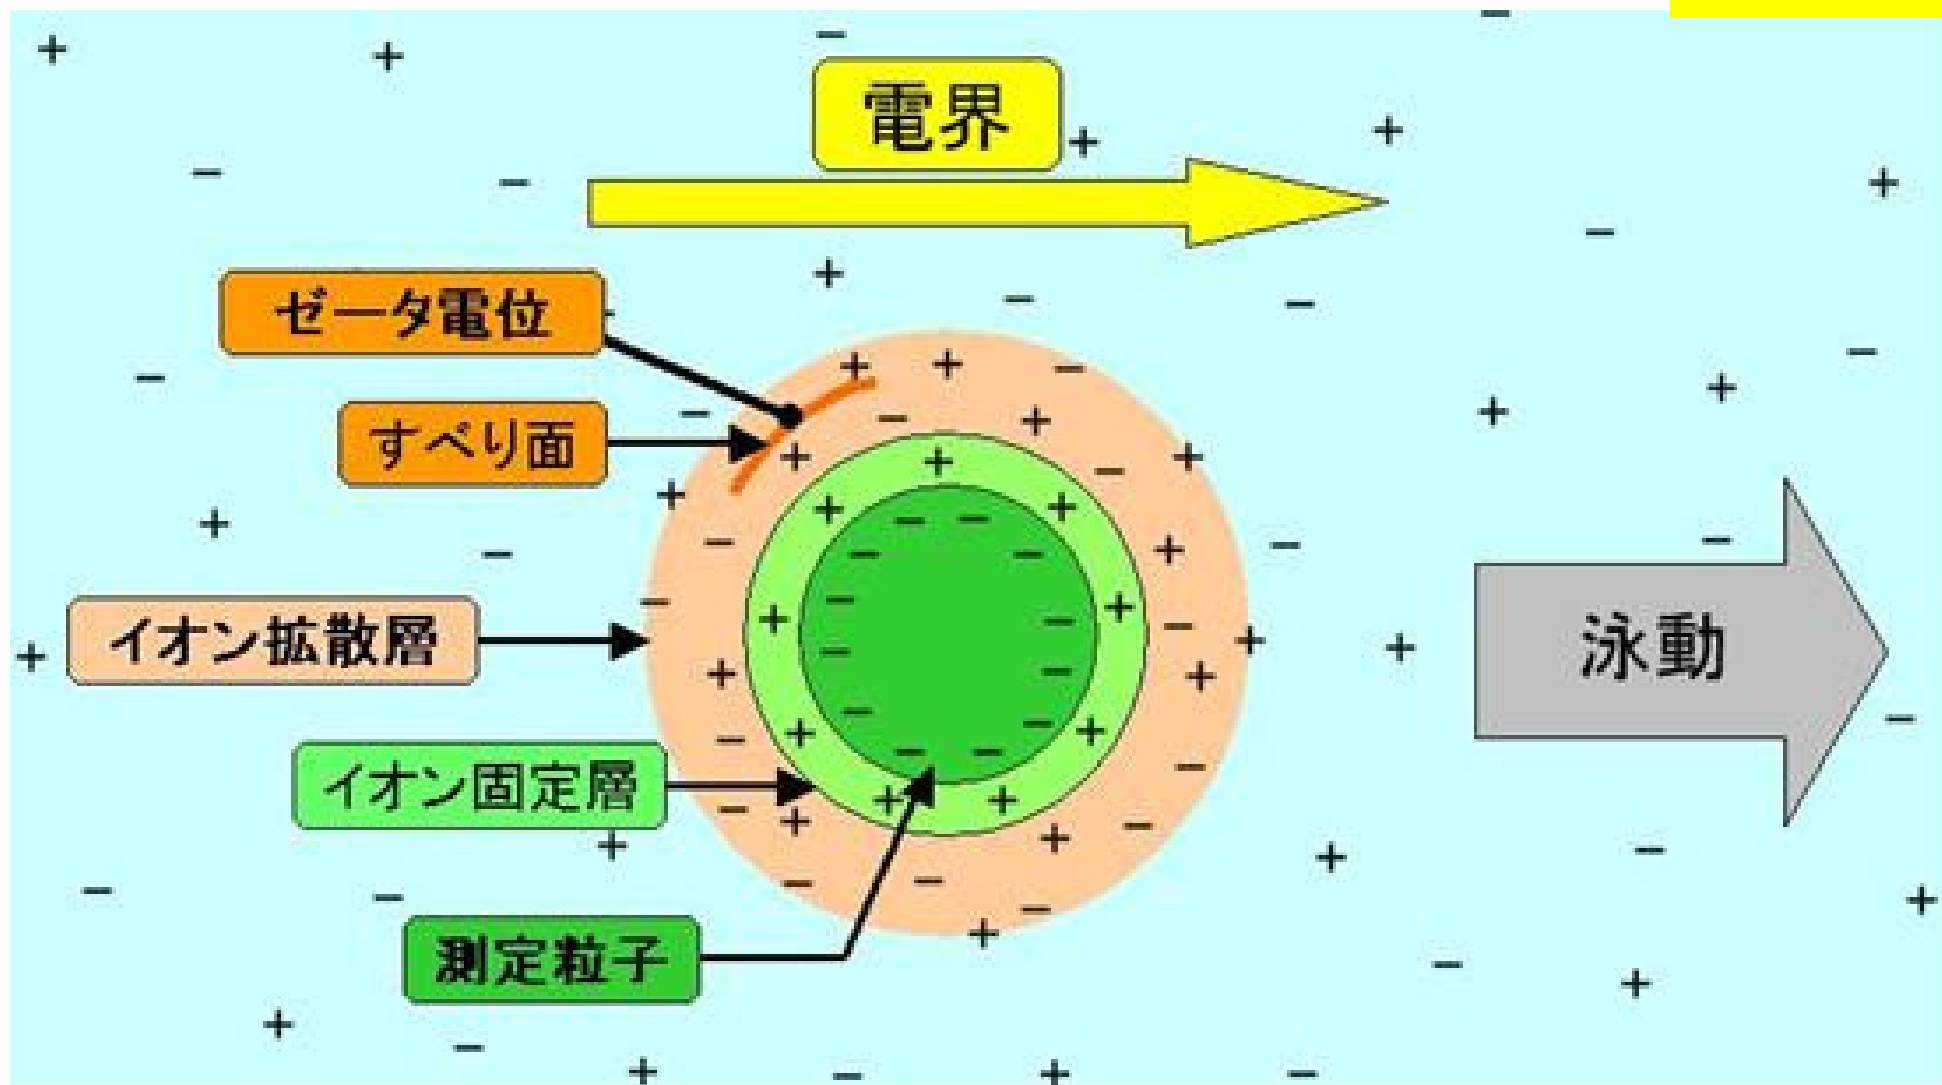 電界
ゼータ電位
すべり面
イオン拡散層
泳動
イオン固定層
測定粒子